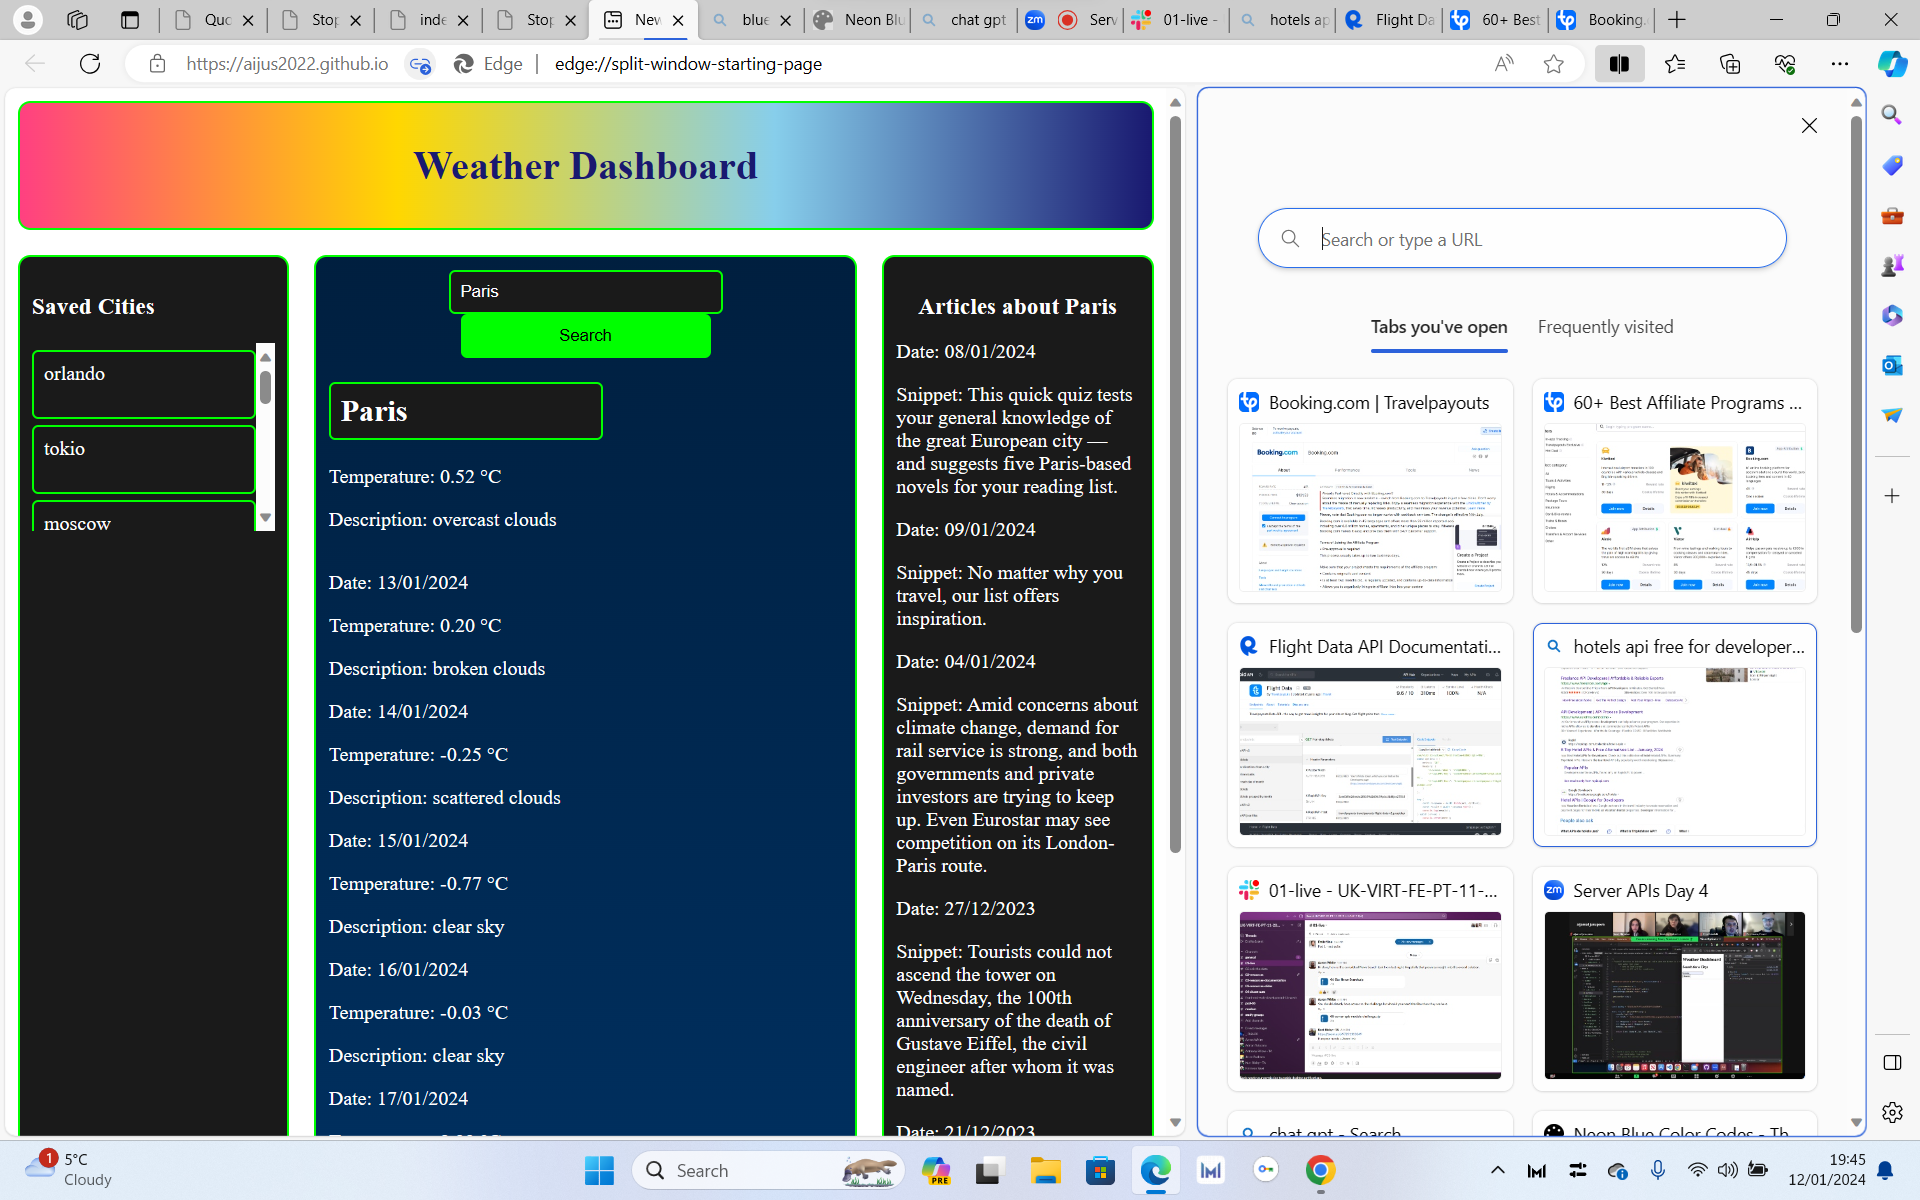 Quc
Stop
inde
Stop
New
blue
Neon Blu
chat gpt
Serv
01-live -
hotels ap
Flight Da
60+ Best
Booking.
https://aijus2022.github.io
Edge
edge://split-window-starting-page
Weather Dashboard
Saved Cities
orlando
tokio
moscow
Paris
Search
Paris
Temperature: 0.52 °C
Description: overcast clouds
Date: 13/01/2024
Temperature: 0.20 °C
Description: broken clouds
Date: 14/01/2024
Temperature: -0.25 °C
Description: scattered clouds
Date: 15/01/2024
Temperature: -0.77 °C
Description: clear sky
Date: 16/01/2024
Temperature: -0.03 °C
Description: clear sky
Date: 17/01/2024
Articles about Paris
Date: 08/01/2024
Snippet: This quick quiz tests
your general knowledge of
the great European city —
and suggests five Paris-based
novels for your reading list.
Date: 09/01/2024
Snippet: No matter why you
travel, our list offers
inspiration.
Date: 04/01/2024
Snippet: Amid concerns about
climate change, demand for
rail service is strong, and both
governments and private
investors are trying to keep
up. Even Eurostar may see
competition on its London-
Paris route.
Date: 27/12/2023
Snippet: Tourists could not
ascend the tower on
Wednesday, the 100th
anniversary of the death of
Gustave Eiffel, the civil
engineer after whom it was
named.
Date: 21/12/2023
Search or type a URL
Tabs you've open
Frequently visited
Booking.com | Travelpayouts
Booking.com
Booking.com
60+ Best Affiliate Programs ...
Flight Data API Documentati...
Flight Data
hotels api free for developer...
01-live - UK-VIRT-FE-PT-11-...
zm
Server APIs Day 4
Weather Dashboard
chat gpt - Search
Neon Blue Color Codes - Th
1
5°C
Cloudy
Search
PRE
19:45
12/01/2024